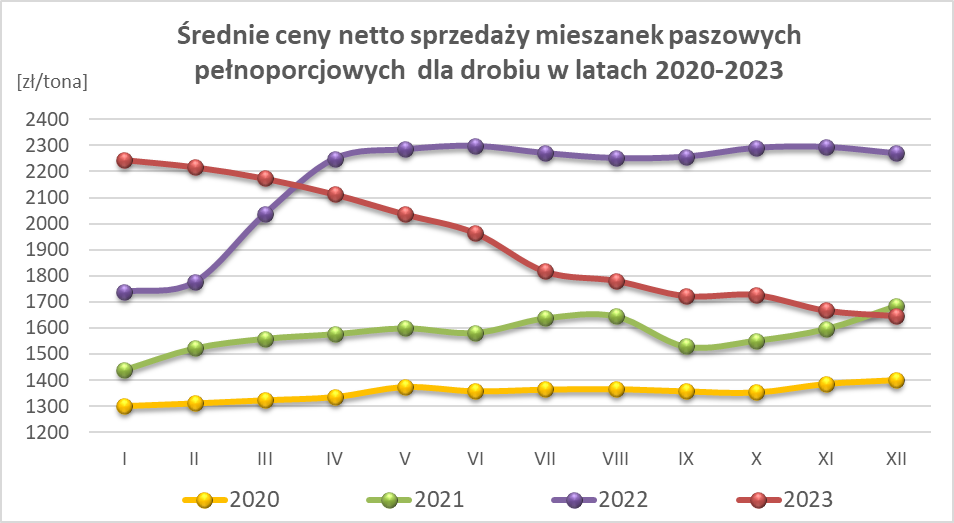 Średnie ceny netto sprzedaży mieszanek paszowych
pełnoporcjowych dla drobiu w latach 2020-2023
[zł/tona]
2400
2300
2200
2100
2000
1900
1800
1700
1600
1500
1400
1300
1200
I II III IV V VI VII VIII IX X XI XII
2020 2021 2022 2023